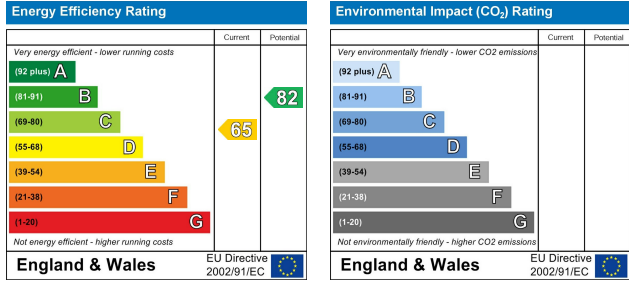 Energy Efficiency Rating
Current Potential
Very energy efficient - lower running costs
(92 plus) A
(81-91) B
82
(69-80) C
65
(55-68) D
(39-54) E
(21-38) F
(1-20) G
Not energy efficient - higher running costs
England & Wales
EU Directive
2002/91/EC
Environmental Impact (CO2) Rating
Current Potential
Very environmentally friendly - lower CO2 emissions
(92 plus) A
(81-91) B
(69-80) C
(55-68) D
(39-54) E
(21-38) F
(1-20) G
Not environmentally friendly - higher CO2 emissions
England & Wales
EU Directive
2002/91/EC